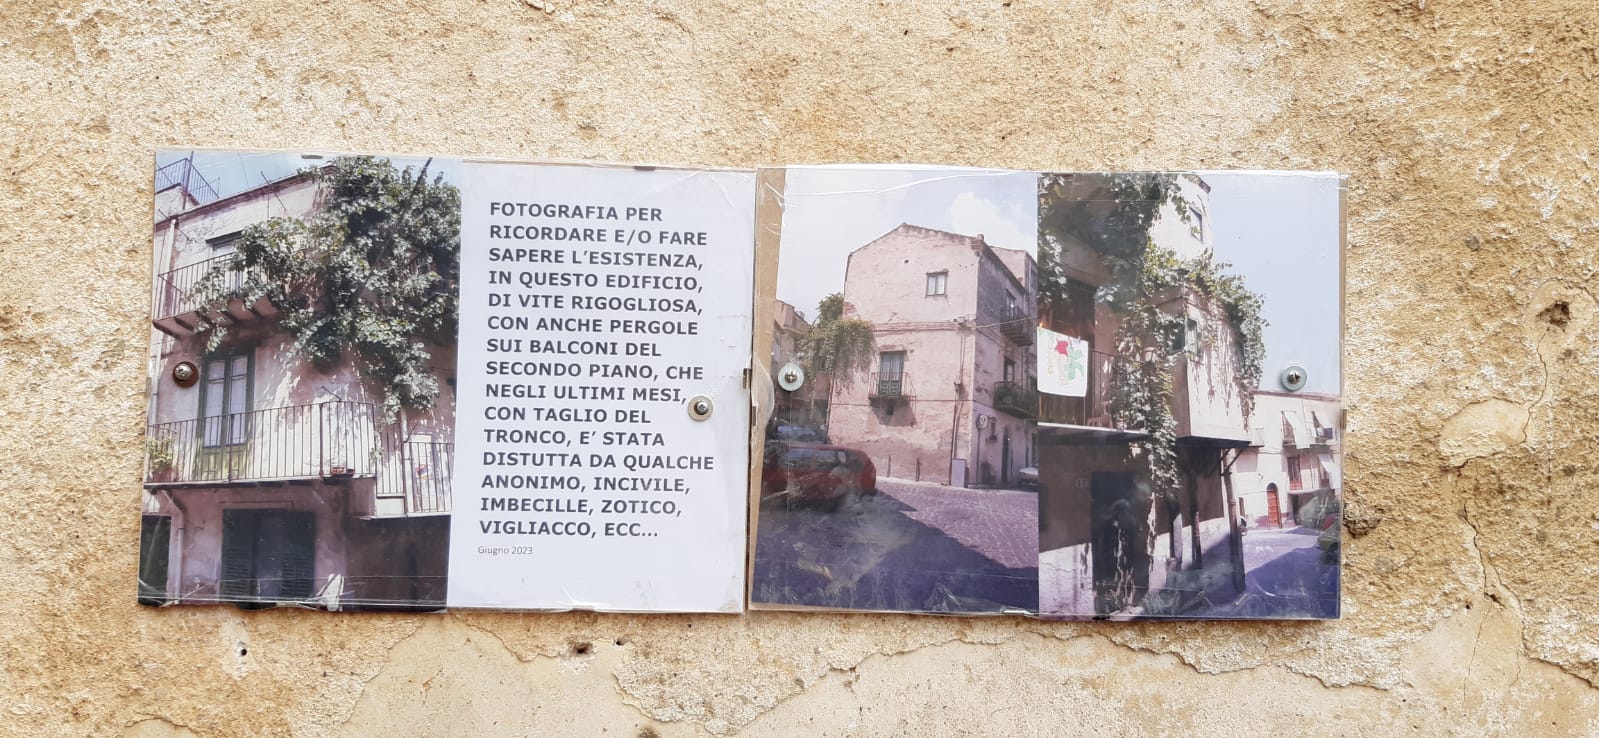 FOTOGRAFIA PER
RICORDARE E/O FARE
SAPERE L'ESISTENZA,
IN QUESTO EDIFICIO,
DI VITE RIGOGLIOSA,
CON ANCHE PERGOLE
SUI BALCONI DEL
SECONDO PIANO, CHE
NEGLI ULTIMI MESI,
CON TAGLIO DEL
TRONCO, E' STATA
DISTUTTA DA QUALCHE
ANONIMO, INCIVILE,
IMBECILLE, ZOTICO,
VIGLIACCO, ECC...
Giugno 2023